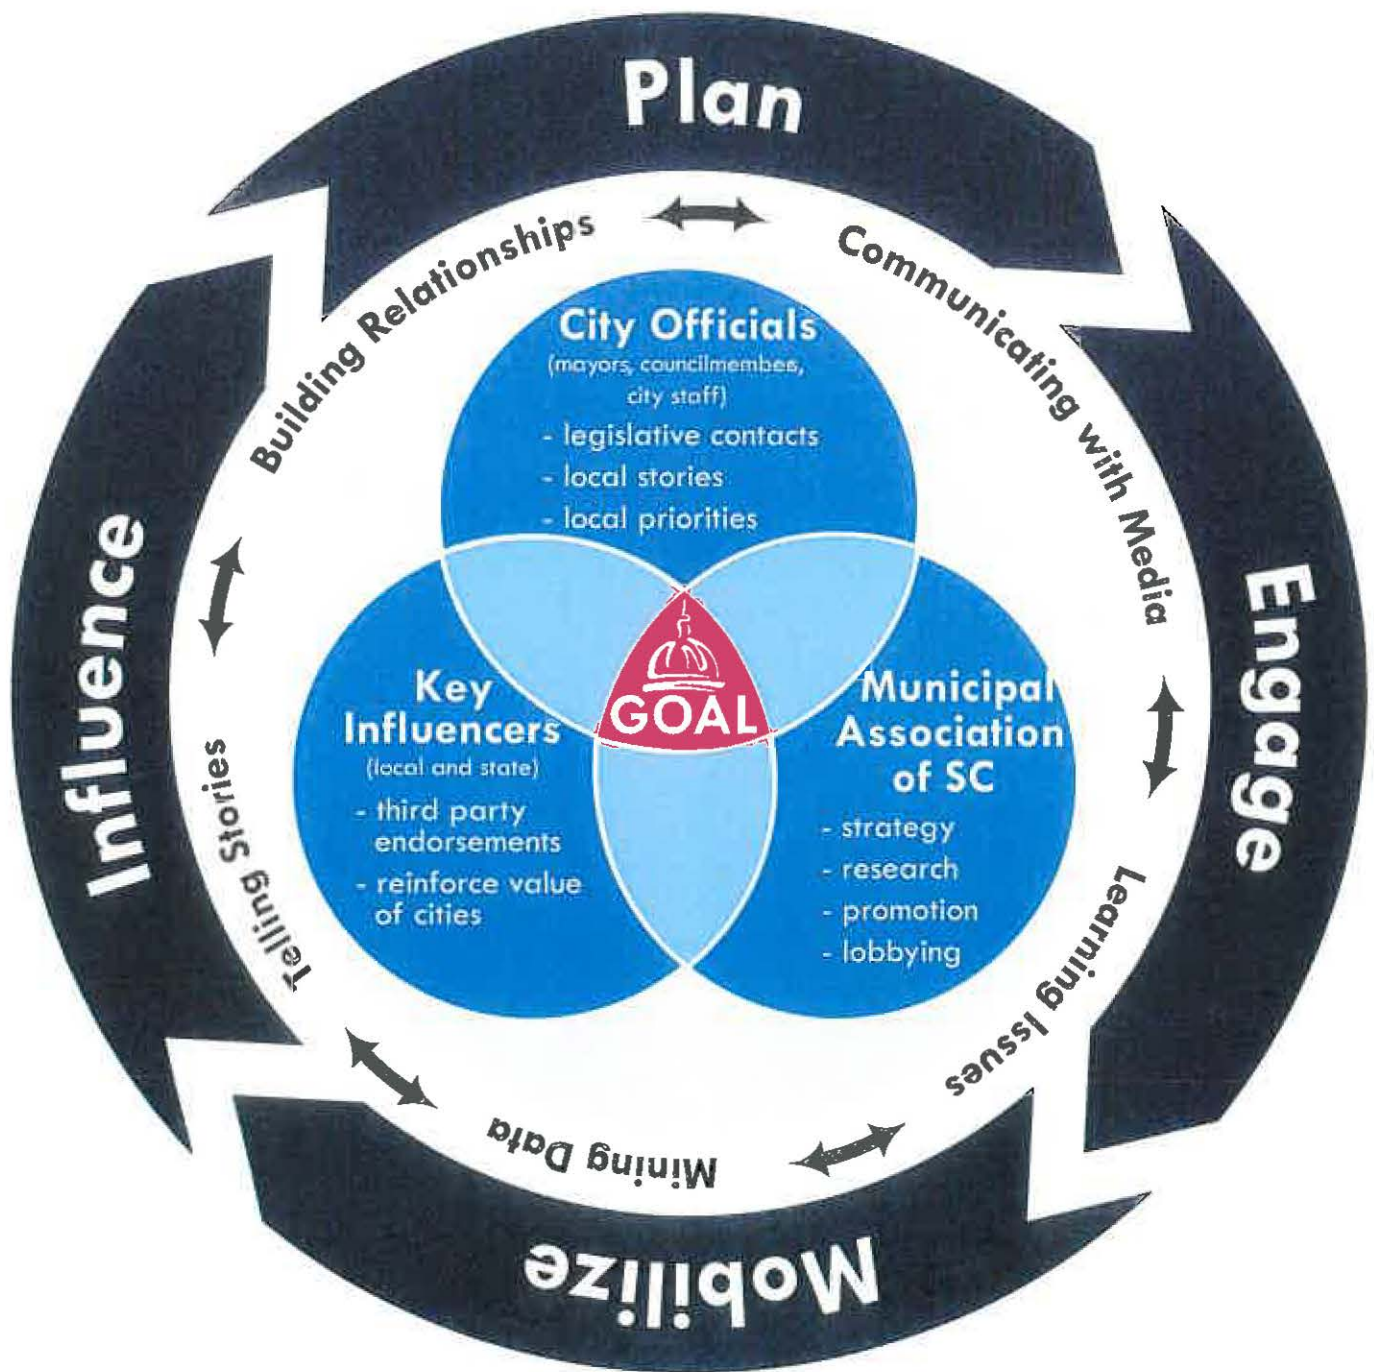 Plan
Engage
Mobilize
Influence
Building Relationships
Communicating with Media
Learning Issues
Mining Data
Telling Stories
City Officials
(mayors, councilmembers,
city staff)
- legislative contacts
- local stories
- local priorities
Key
Influencers
(local and state)
- third party
endorsements
- reinforce value
of cities
Municipal
Association
of SC
- strategy
- research
- promotion
- lobbying
GOAL